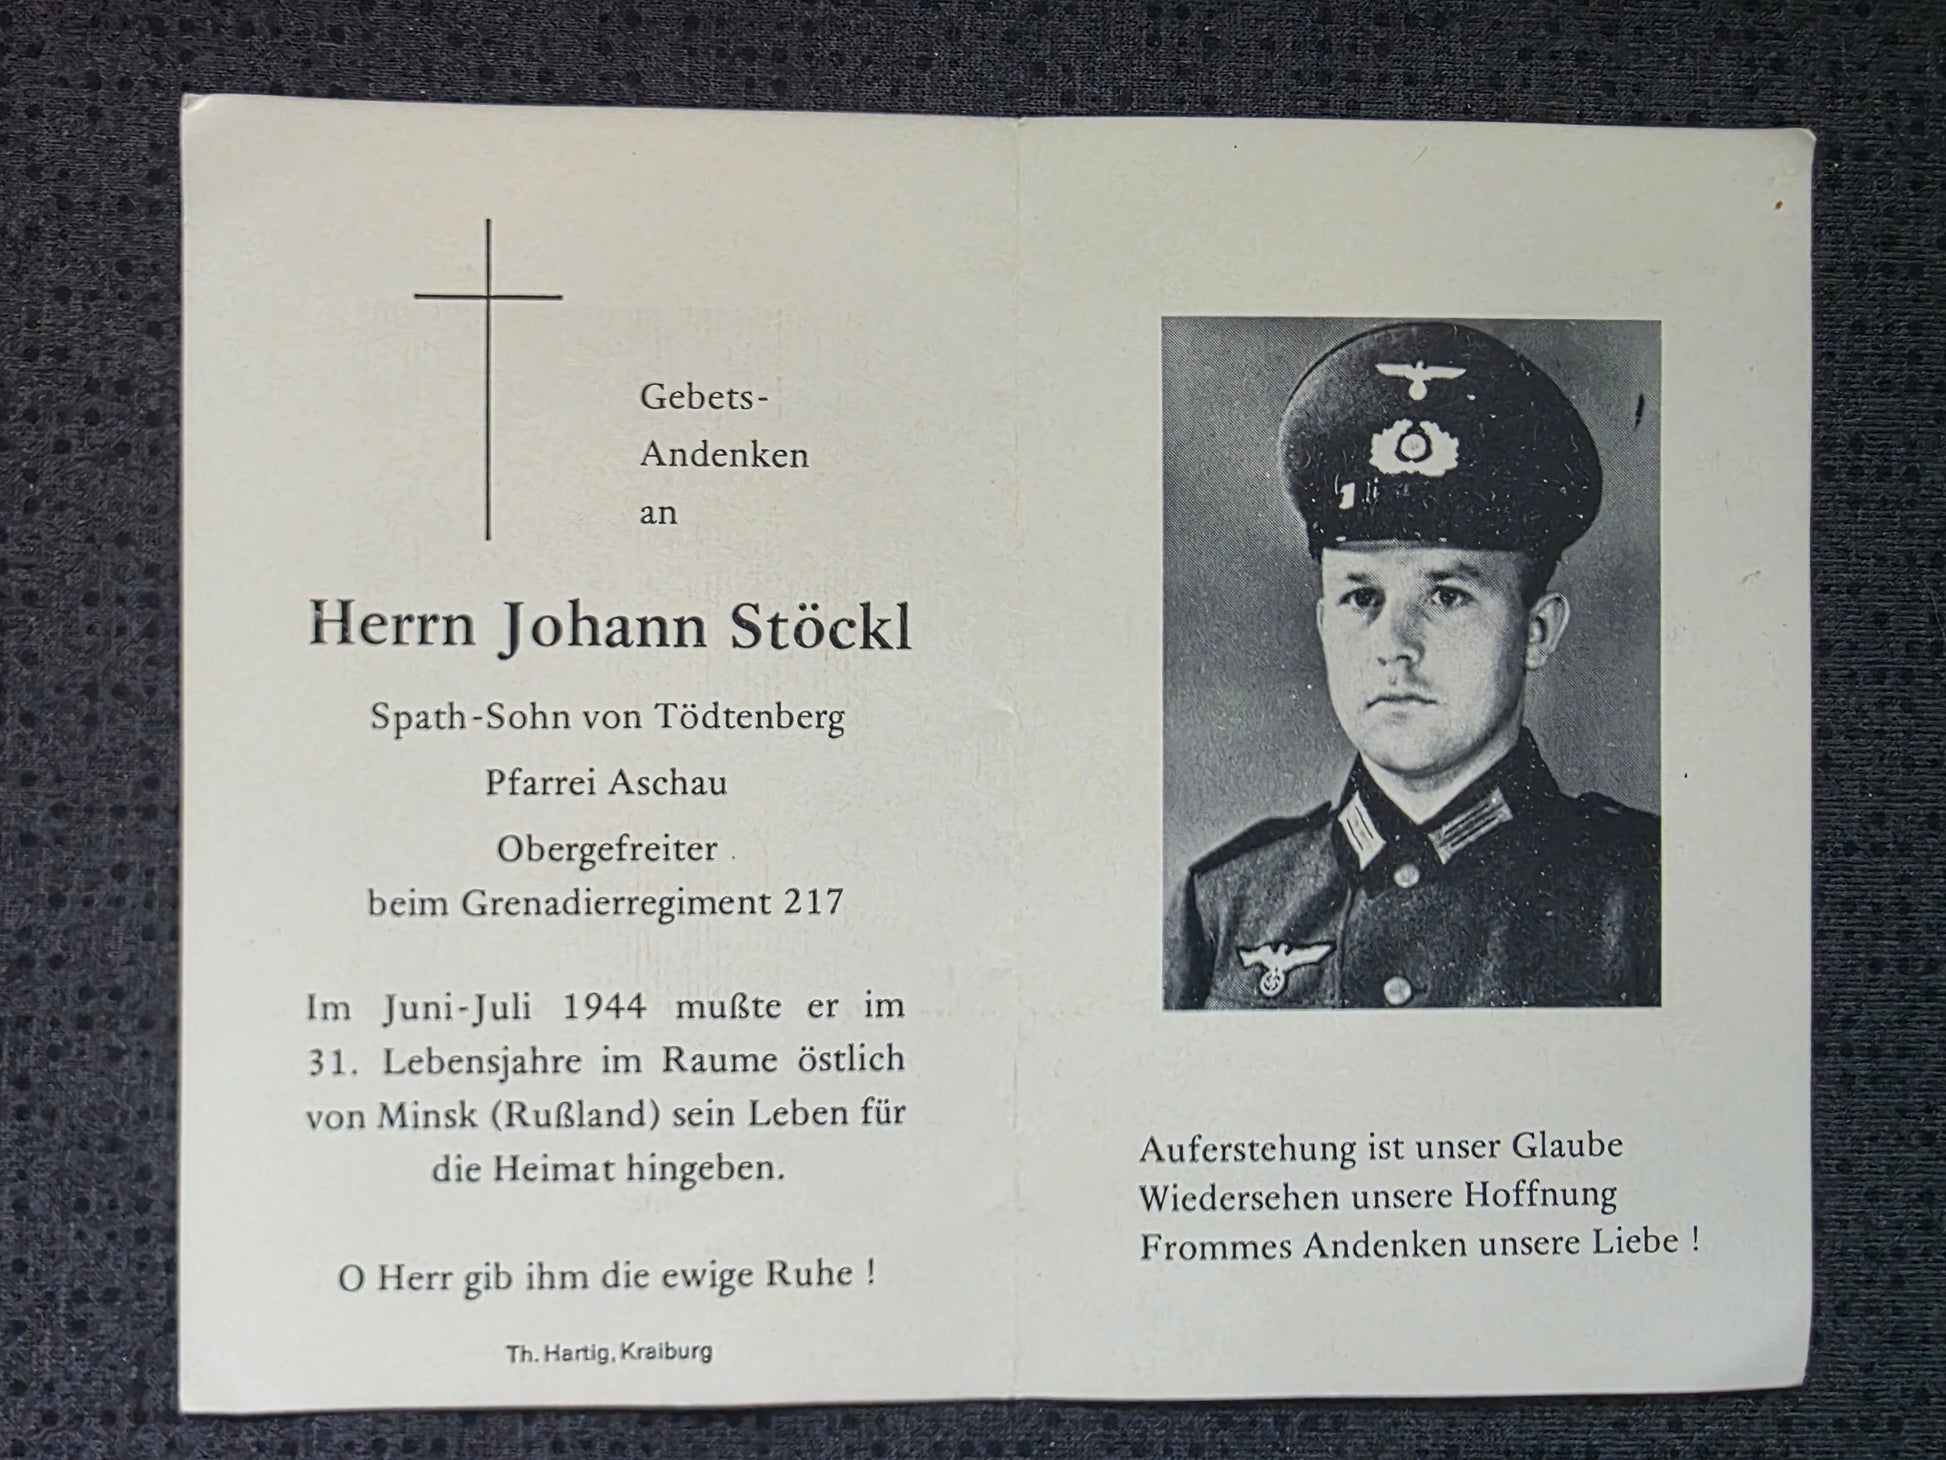 Gebets-
Andenken
an
Herrn Johann Stöckl
Spath-Sohn von Tödtenberg
Pfarrei Aschau
Obergefreiter
beim Grenadierregiment 217
Im Juni-Juli 1944 mußte er im
31. Lebensjahre im Raume östlich
von Minsk (Rußland) sein Leben für
die Heimat hingeben.
O Herr gib ihm die ewige Ruhe !
Th. Hartig, Kraiburg
Auferstehung ist unser Glaube
Wiedersehen unsere Hoffnung
Frommes Andenken unsere Liebe !